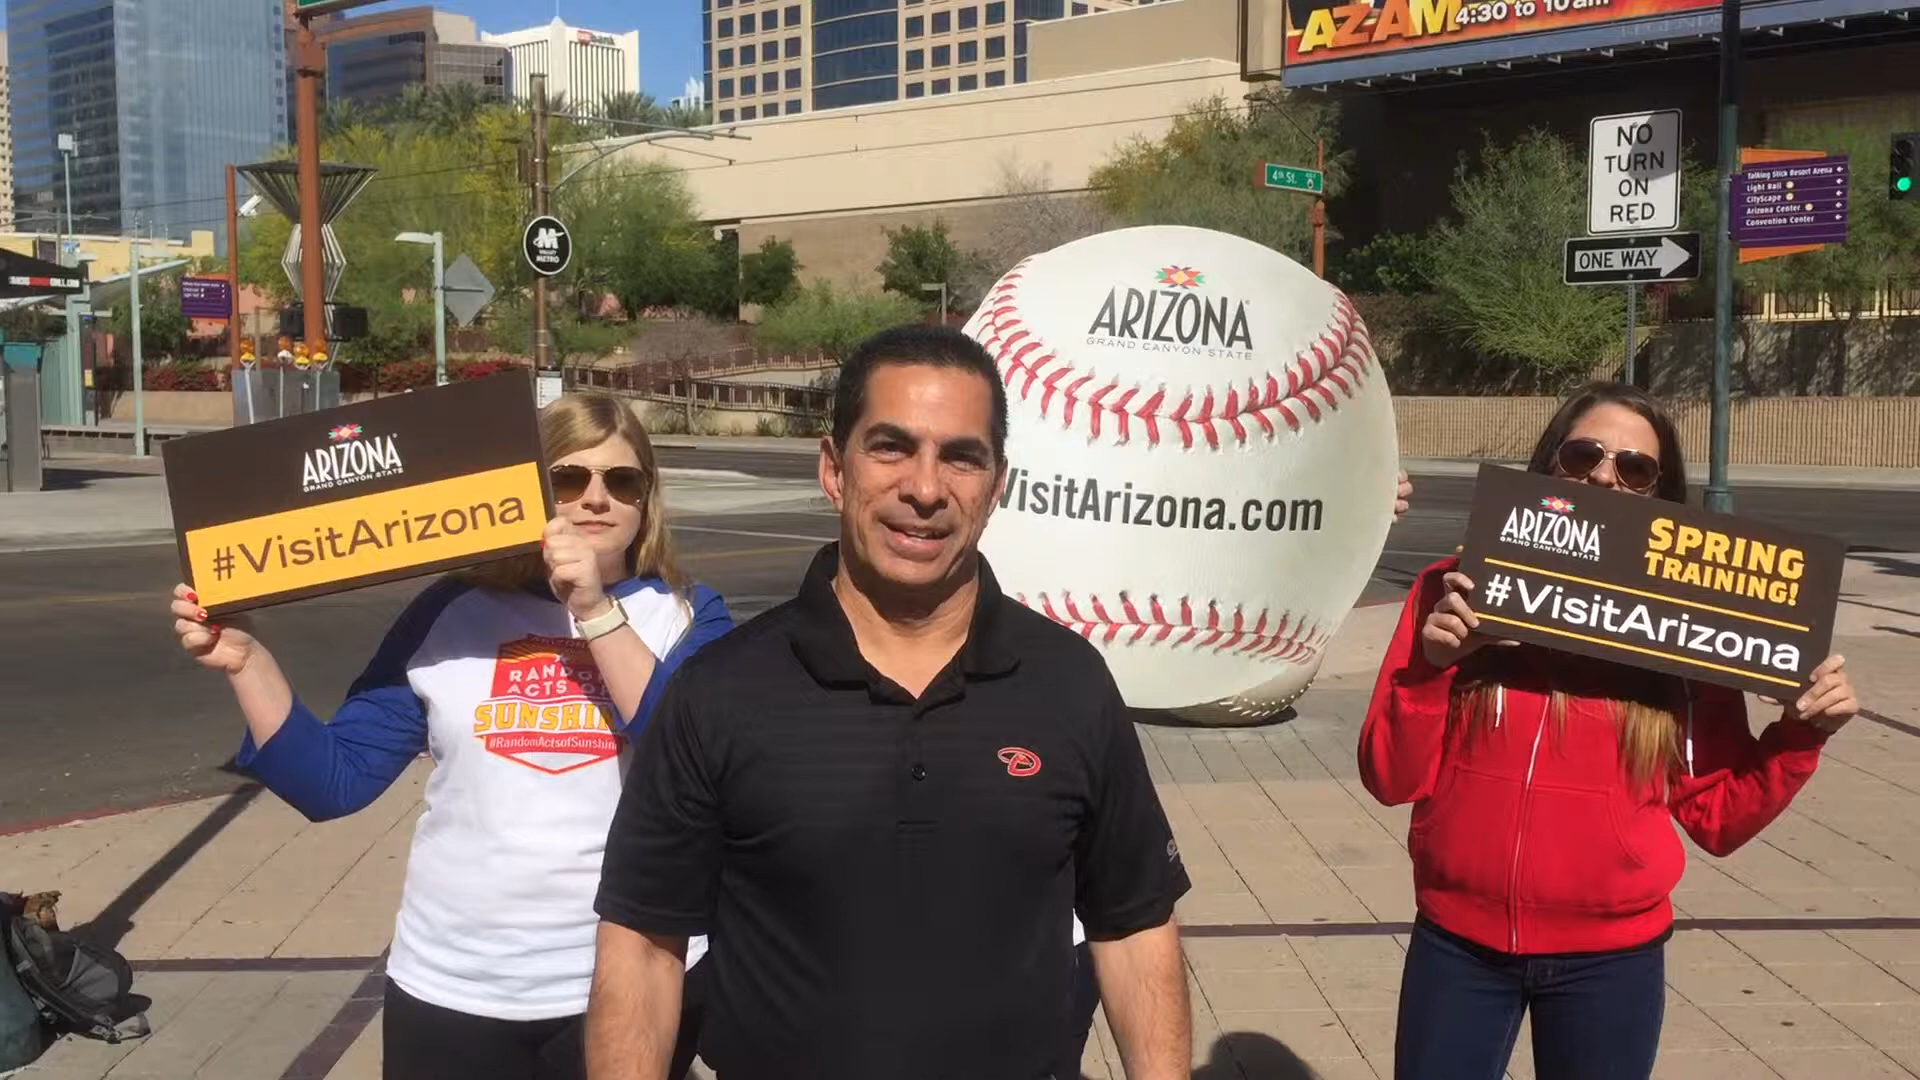 AZAM 4:30 to 10 am
usbank
NO
TURN
ON
RED
ONE WAY
4th St.
Talking Stick Resort Arena
Light Rail
CityScape
Arizona Center
Convention Center
M
VALLEY
METRO
ARIZONA
GRAND CANYON STATE
VisitArizona.com
ARIZONA
GRAND CANYON STATE
#VisitArizona
ARIZONA
GRAND CANYON STATE
SPRING
TRAINING!
#VisitArizona
ACTS OF
#RandomActsofSunshin